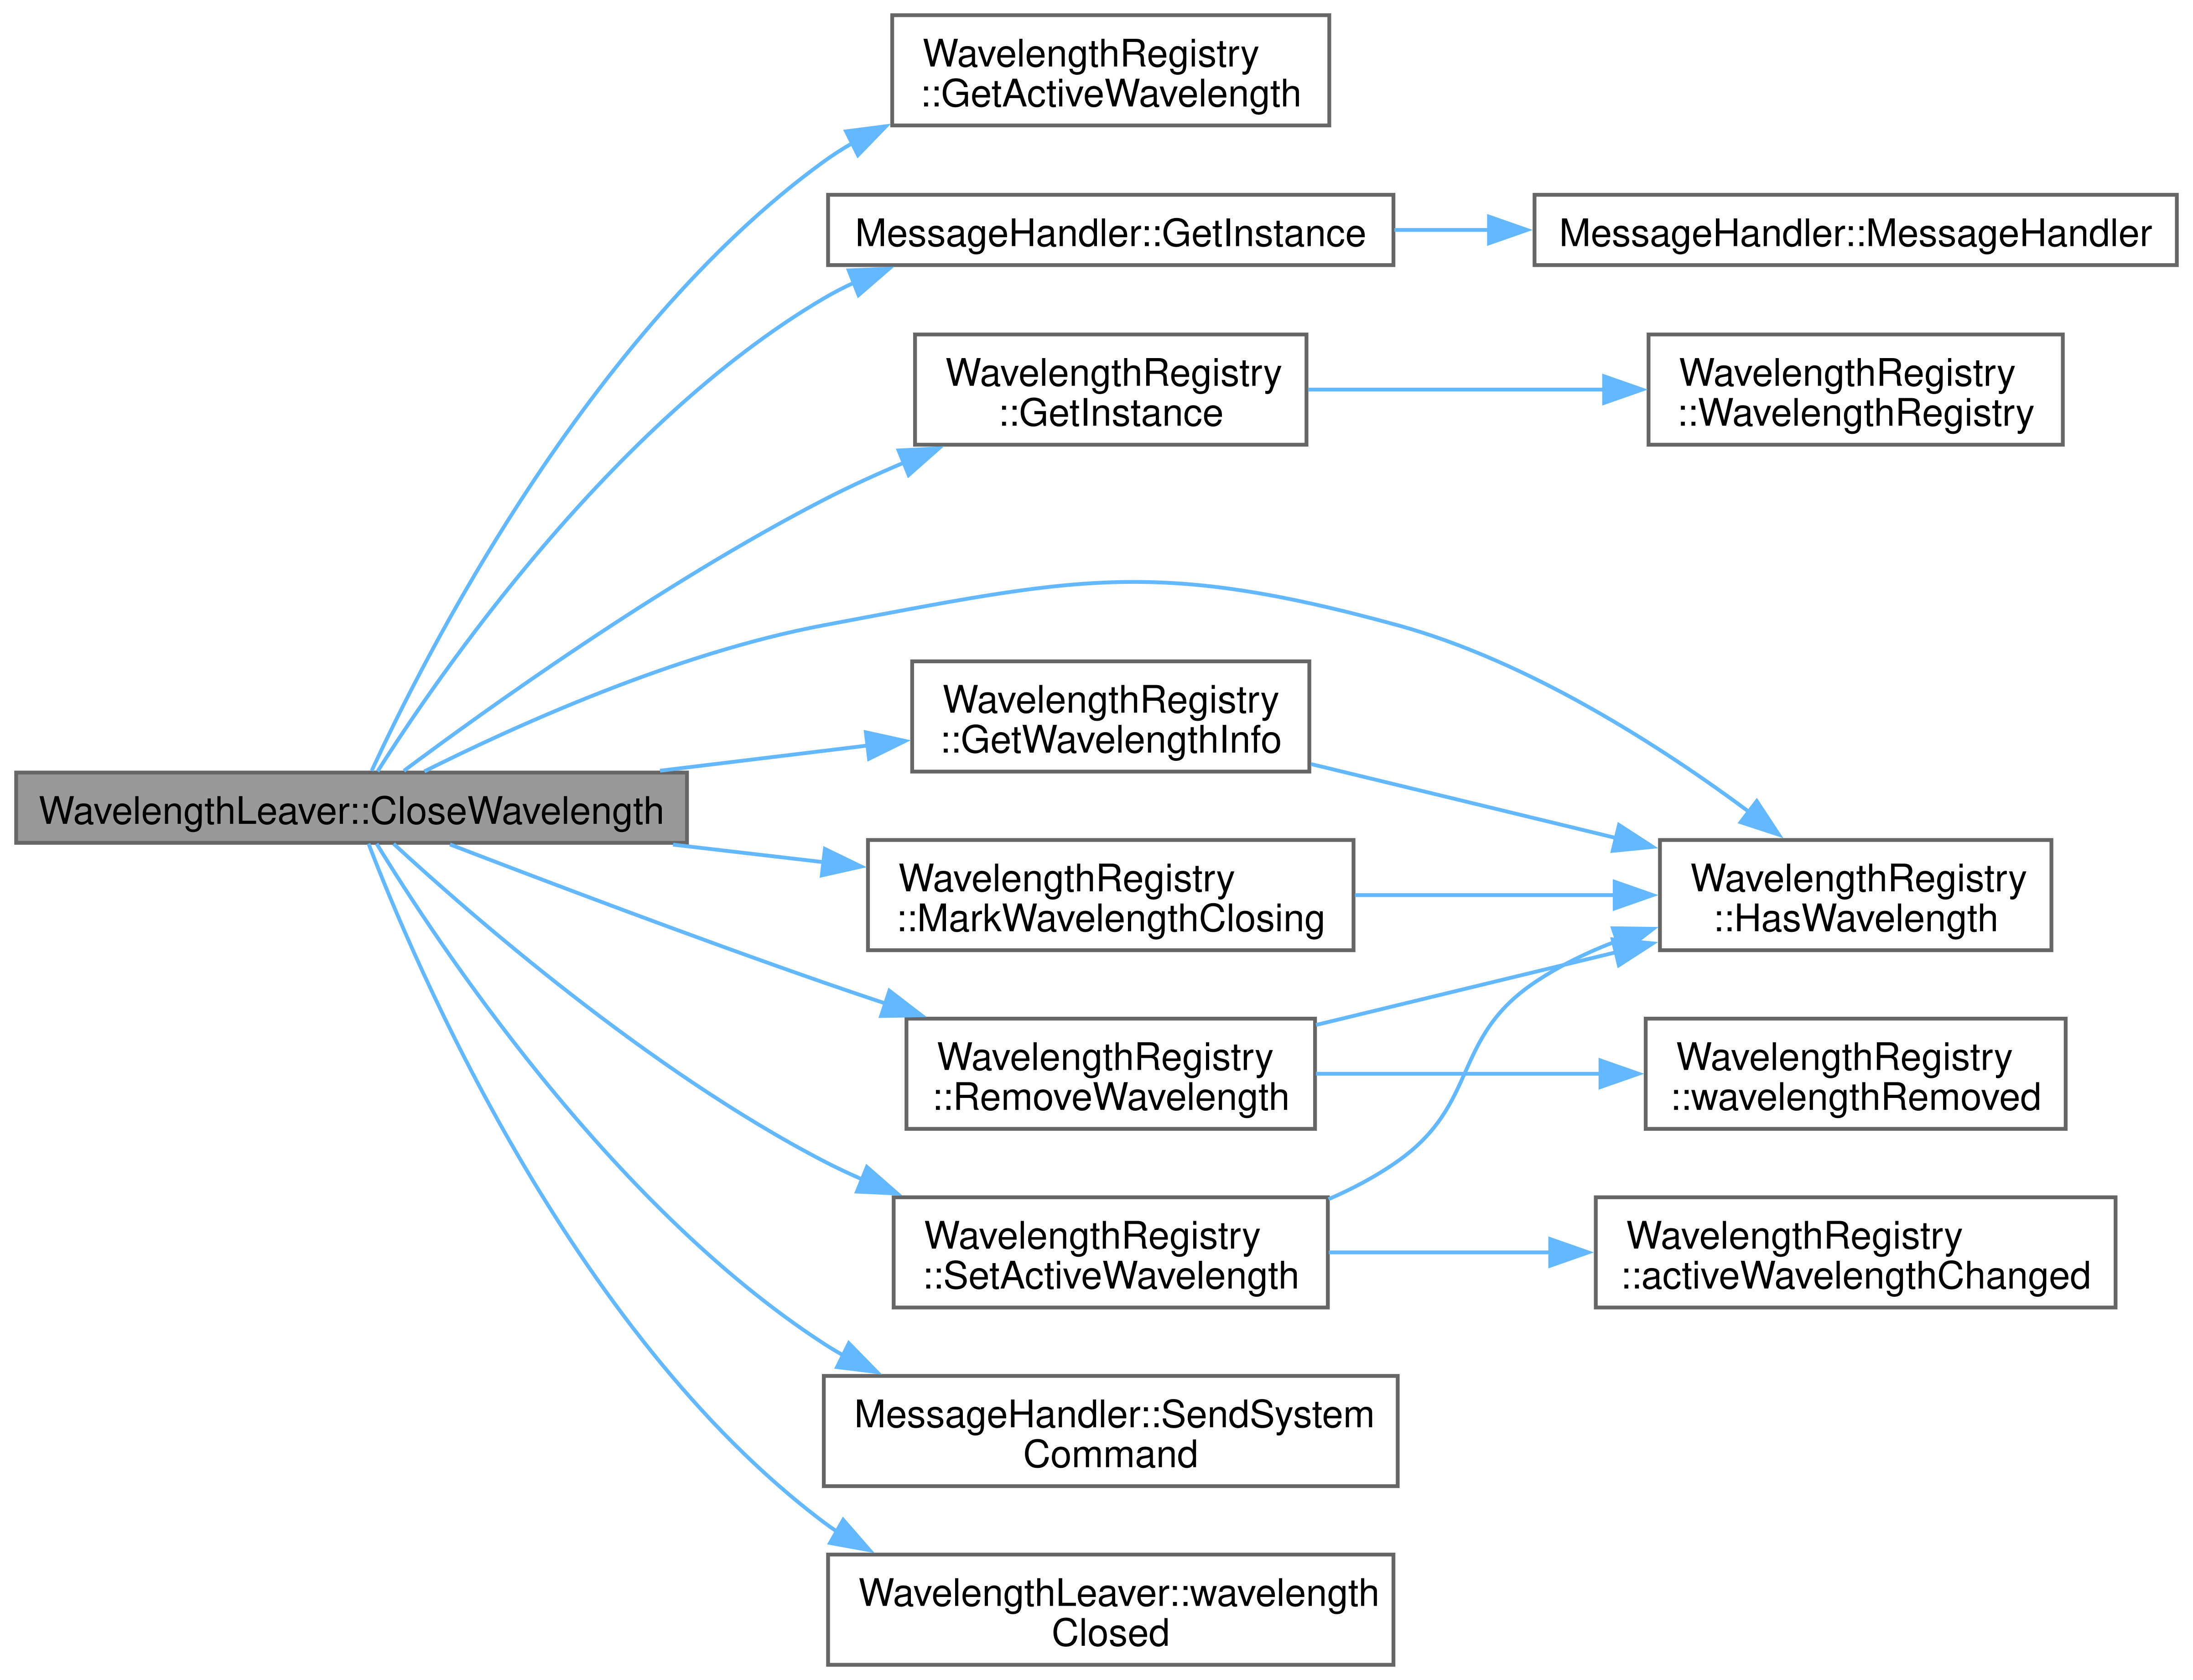 WavelengthRegistry
::GetActiveWavelength
MessageHandler::GetInstance
MessageHandler::MessageHandler
WavelengthRegistry
::GetInstance
WavelengthRegistry
::WavelengthRegistry
WavelengthRegistry
::GetWavelengthInfo
WavelengthLeaver::CloseWavelength
WavelengthRegistry
::MarkWavelengthClosing
WavelengthRegistry
::HasWavelength
WavelengthRegistry
::RemoveWavelength
WavelengthRegistry
::wavelengthRemoved
WavelengthRegistry
::SetActiveWavelength
WavelengthRegistry
::activeWavelengthChanged
MessageHandler::SendSystem
Command
WavelengthLeaver::wavelength
Closed